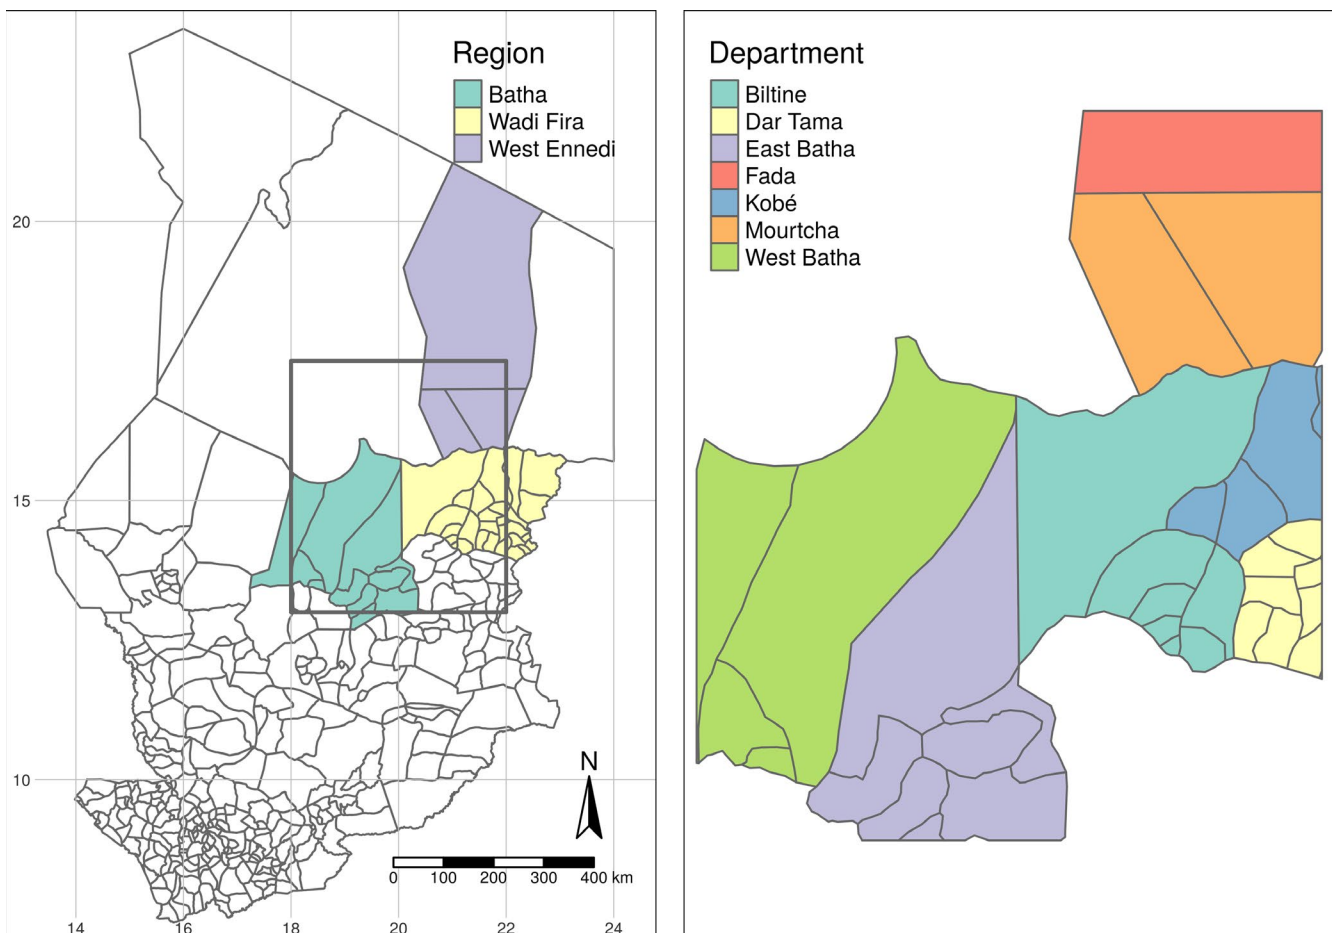 Region
Batha
Wadi Fira
West Ennedi
20
15
10
N
0 100 200 300 400 km
14 16 18 20 22 24
Department
Biltine
Dar Tama
East Batha
Fada
Kobé
Mourtcha
West Batha